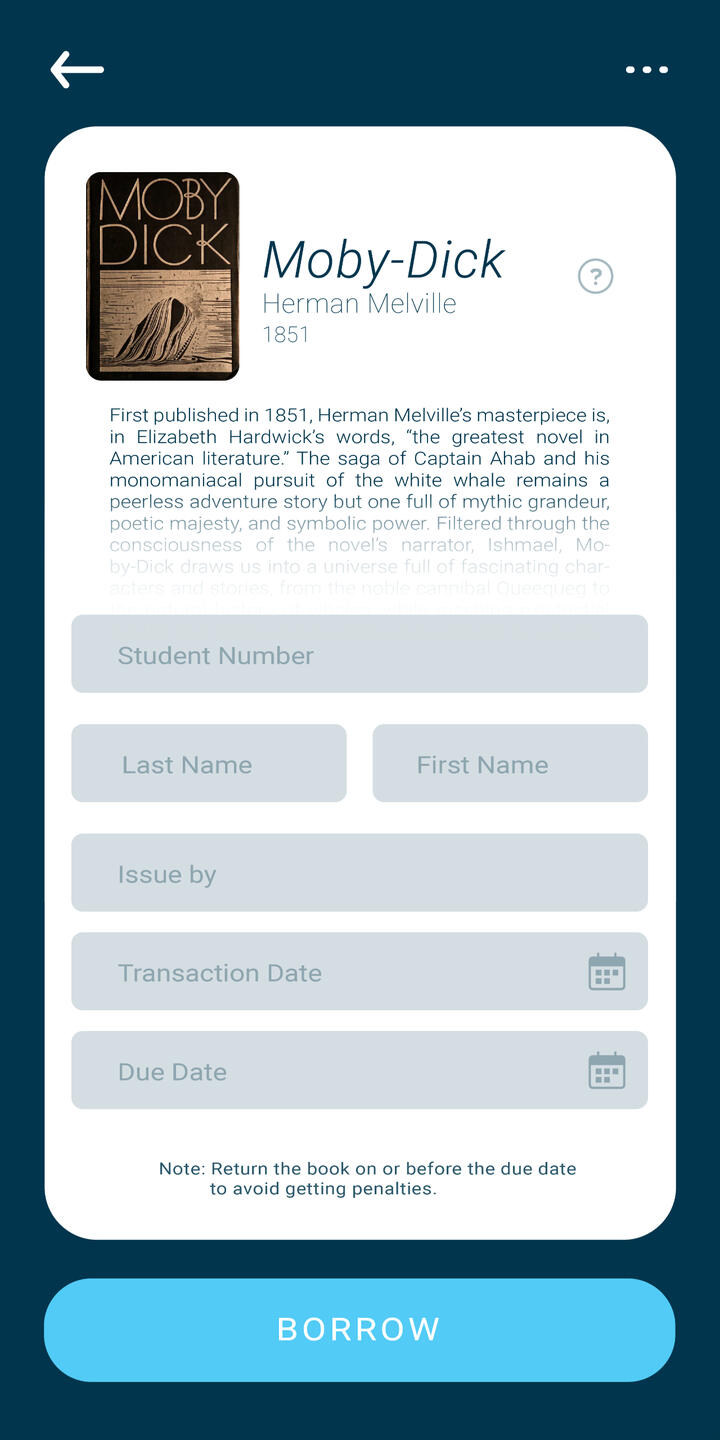 MOBY
DICK
Moby-Dick
Herman Melville
1851
First published in 1851, Herman Melville’s masterpiece is,
in Elizabeth Hardwick’s words, “the greatest novel in
American literature.” The saga of Captain Ahab and his
monomaniacal pursuit of the white whale remains a
peerless adventure story but one full of mythic grandeur,
poetic majesty, and symbolic power. Filtered through the
consciousness of the novel’s narrator, Ishmael, Mo-
by-Dick draws us into a universe full of fascinating char-
acters and stories, from the noble cannibal Queequeg to
Student Number
Last Name
First Name
Issue by
Transaction Date
Due Date
Note: Return the book on or before the due date
to avoid getting penalties.
BORROW